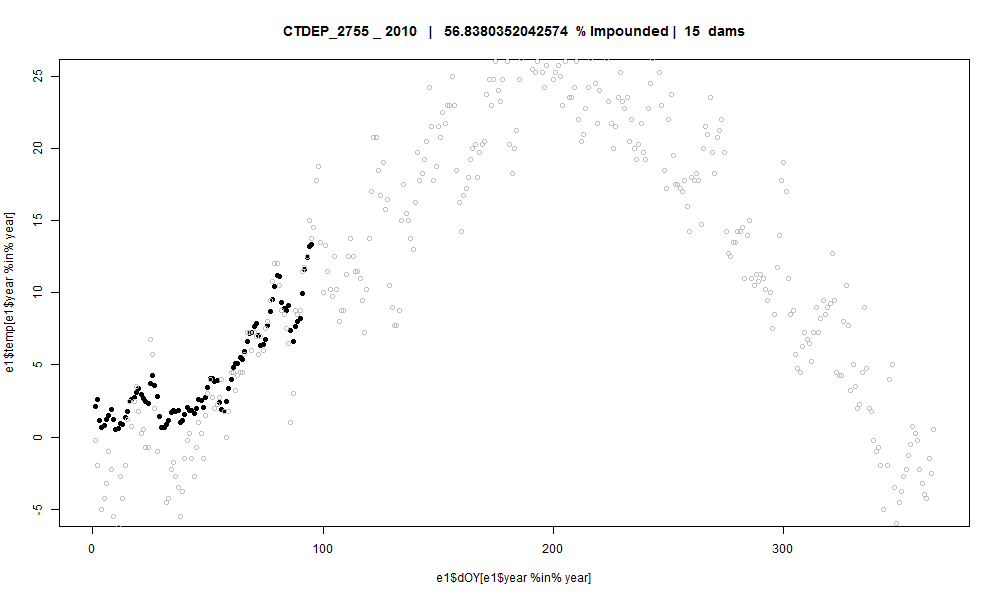 CTDEP_2755 _ 2010 | 56.8380352042574 % Impounded | 15 dams
e1$temp[e1$year %in% year]
25
20
15
10
5
0
-5
0 100 200 300
e1$dOY[e1$year %in% year]